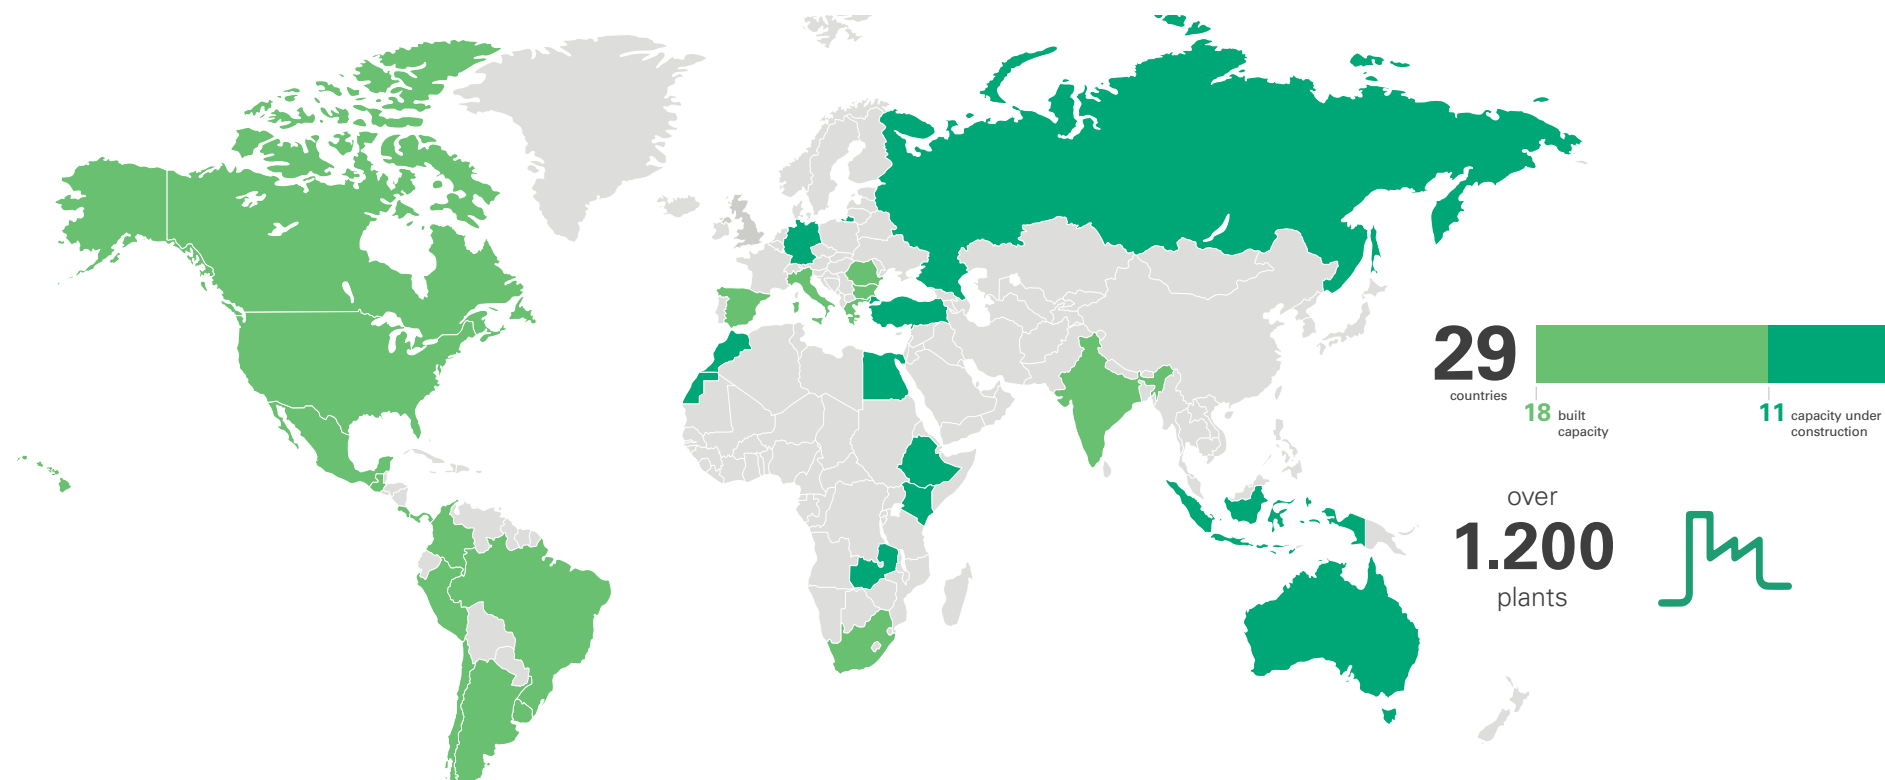 29
countries
18 built
capacity
11 capacity under
construction
over
1.200
plants